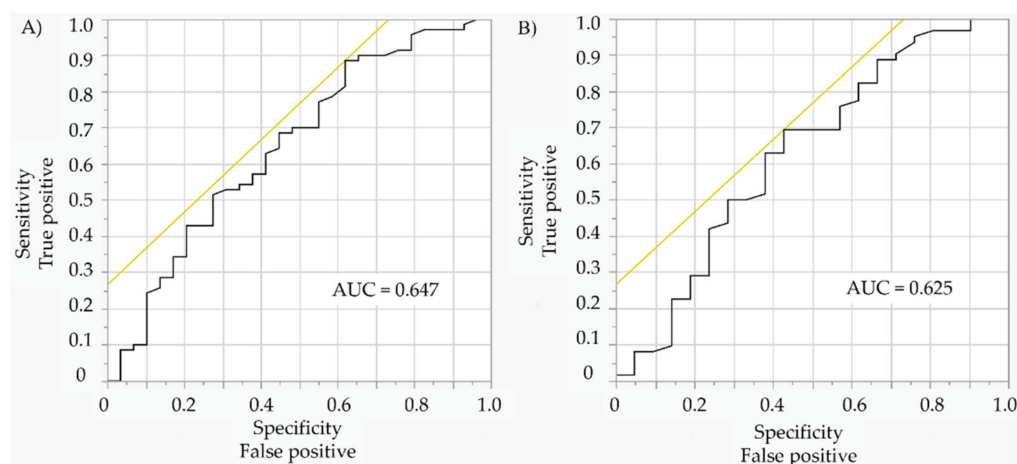 A)
Sensitivity
True positive
1.0
0.9
0.8
0.7
0.6
0.5
0.4
0.3
0.2
0.1
0
AUC = 0.647
0 0.2 0.4 0.6 0.8 1.0
Specificity
False positive
B)
Sensitivity
True positive
1.0
0.9
0.8
0.7
0.6
0.5
0.4
0.3
0.2
0.1
0
AUC = 0.625
0 0.2 0.4 0.6 0.8 1.0
Specificity
False positive